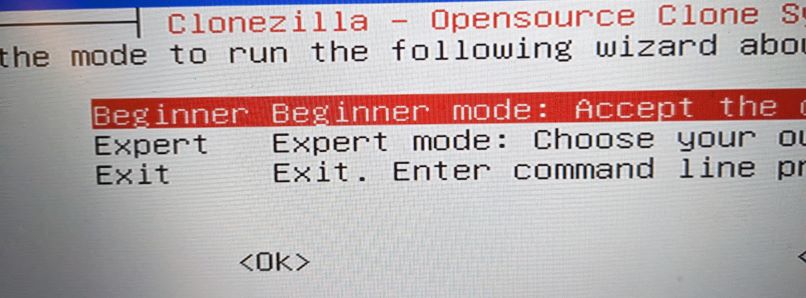 Clonezilla - Opensource Clone
the mode to run the following wizard
Beginner Beginner mode: Accept the
Expert Expert mode: Choose your
Exit Exit. Enter command line
<Ok>